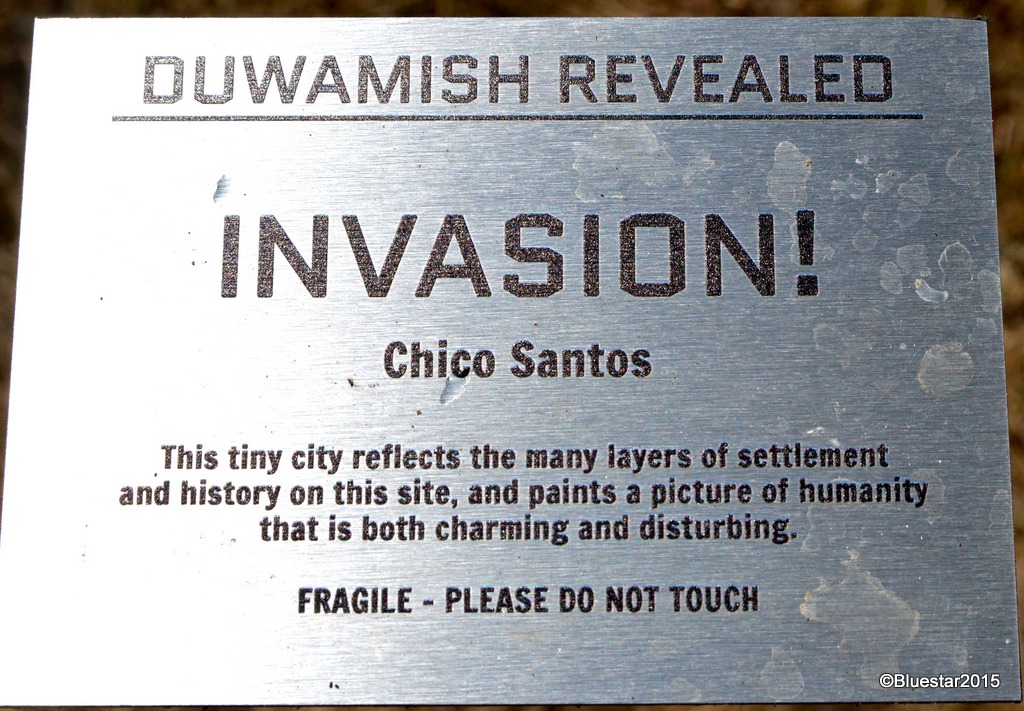 DUWAMISH REVEALED
INVASION!
Chico Santos
This tiny city reflects the many layers of settlement
and history on this site, and paints a picture of humanity
that is both charming and disturbing.
FRAGILE - PLEASE DO NOT TOUCH
©Bluestar2015